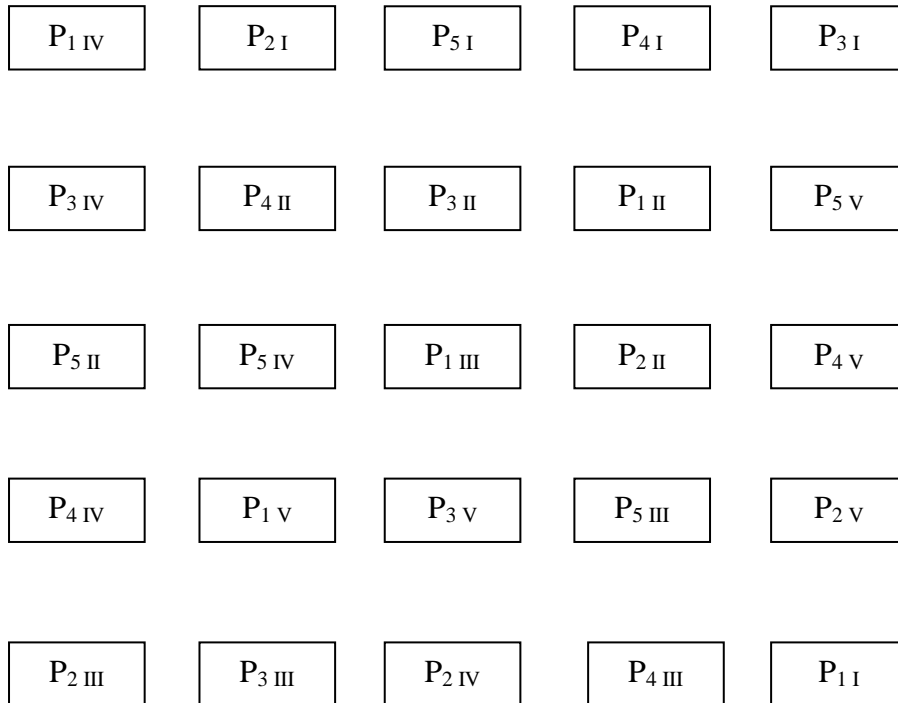 P1 IV P2 I P5 I P4 I P3 I
P3 IV P4 II P3 II P1 II P5 V
P5 II P5 IV P1 III P2 II P4 V
P4 IV P1 V P3 V P5 III P2 V
P2 III P3 III P2 IV P4 III P1 I